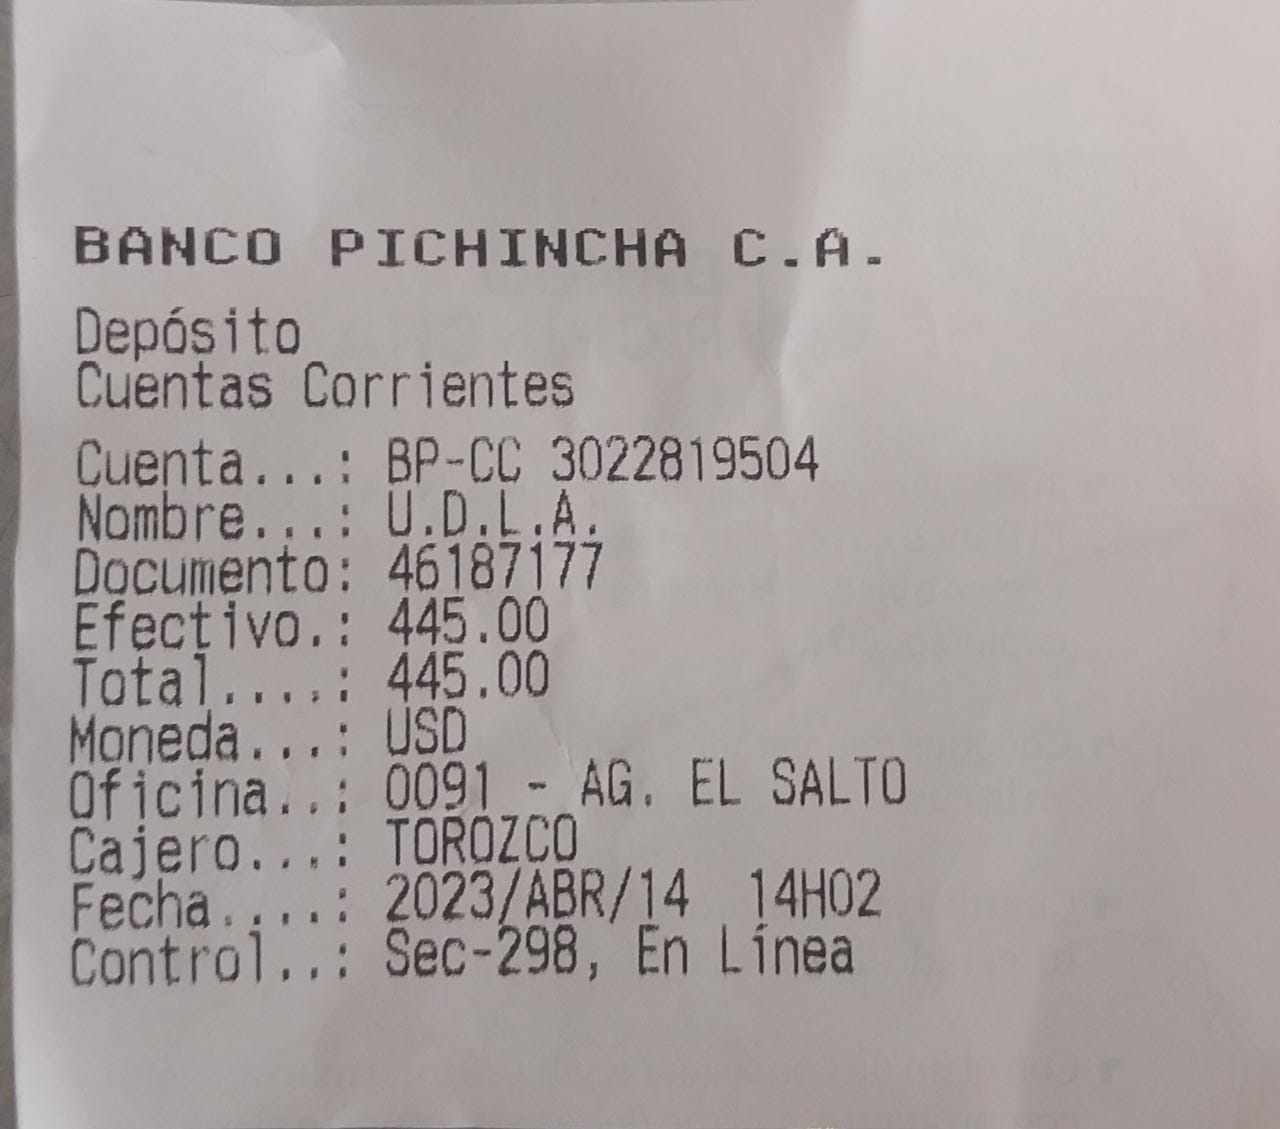 BANCO PICHINCHA C.A.
Depósito
Cuentas Corrientes
Cuenta...: BP-CC 3022819504
Nombre...: U.D.L.A.
Documento: 46187177
Efectivo.: 445.00
Total....: 445.00
Moneda...: USD
Oficina..: 0091 - AG. EL SALTO
Cajero...: TOROZCO
Fecha....: 2023/ABR/14 14H02
Control..: Sec-298, En Línea